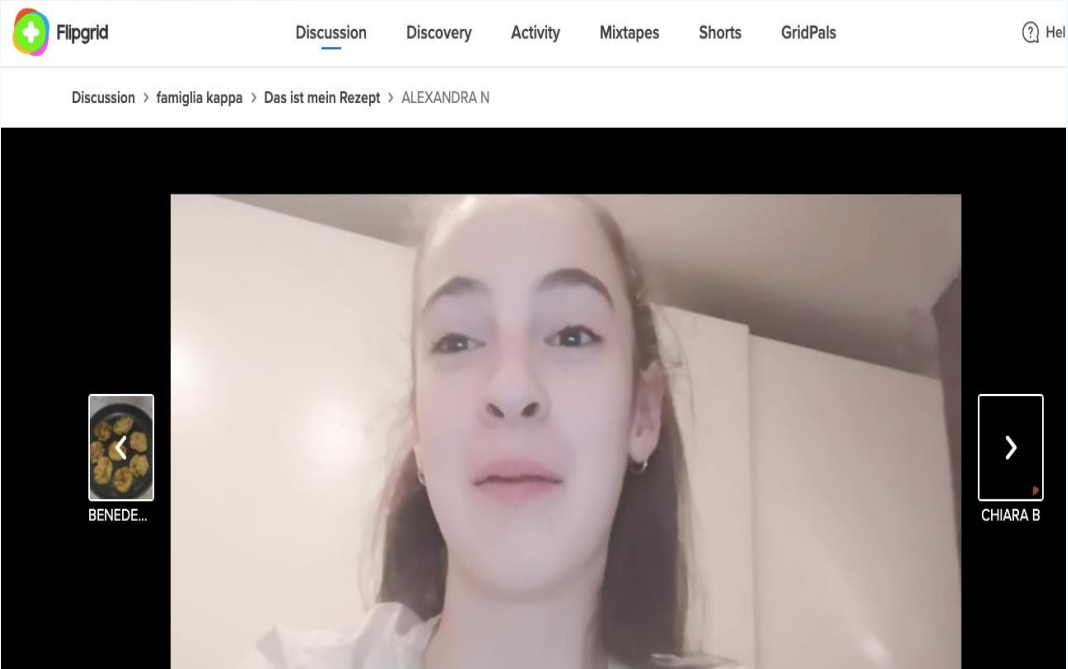 Flipgrid Discussion Discovery Activity Mixtapes Shorts GridPals Hel
Discussion > famiglia kappa > Das ist mein Rezept > ALEXANDRA N
BENEDE... CHIARA B